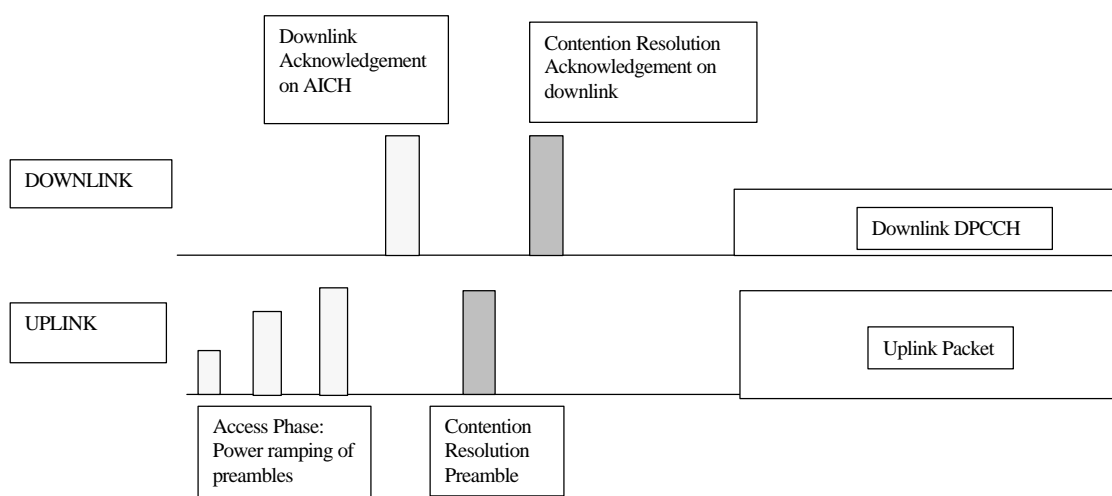 Downlink
Acknowledgement
on AICH
Contention Resolution
Acknowledgement on
downlink
DOWNLINK
Downlink DPCCH
UPLINK
Uplink Packet
Access Phase:
Power ramping of
preambles
Contention
Resolution
Preamble